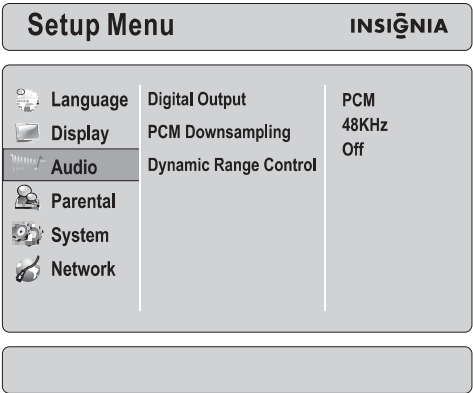 Setup Menu
INSIGNIA
Language
Display
Audio
Parental
System
Network
Digital Output
PCM Downsampling
Dynamic Range Control
PCM
48KHz
Off